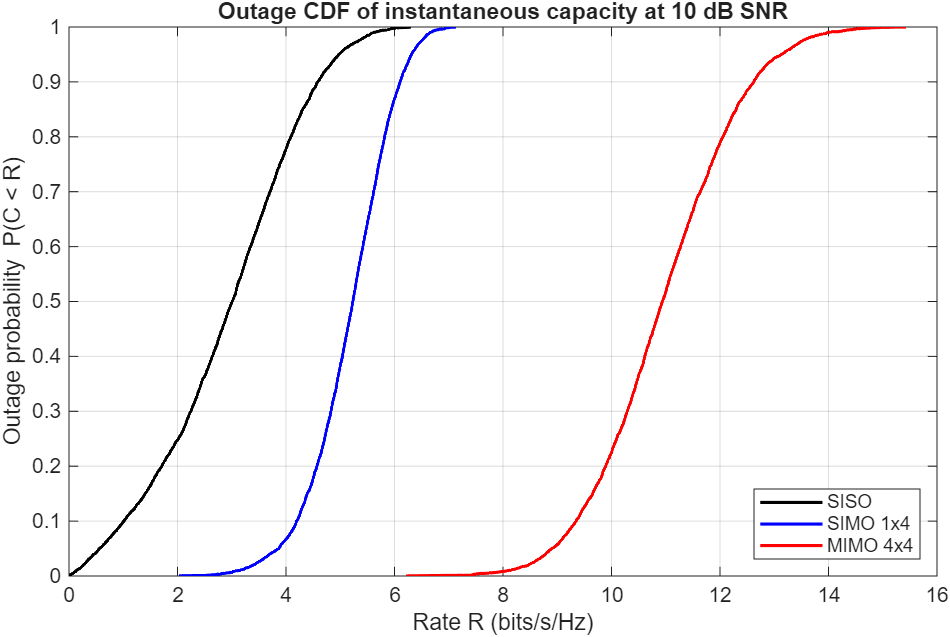 Outage CDF of instantaneous capacity at 10 dB SNR
Outage probability P(C < R)
1
0.9
0.8
0.7
0.6
0.5
0.4
0.3
0.2
0.1
0
0 2 4 6 8 10 12 14 16
Rate R (bits/s/Hz)
SISO
SIMO 1x4
MIMO 4x4